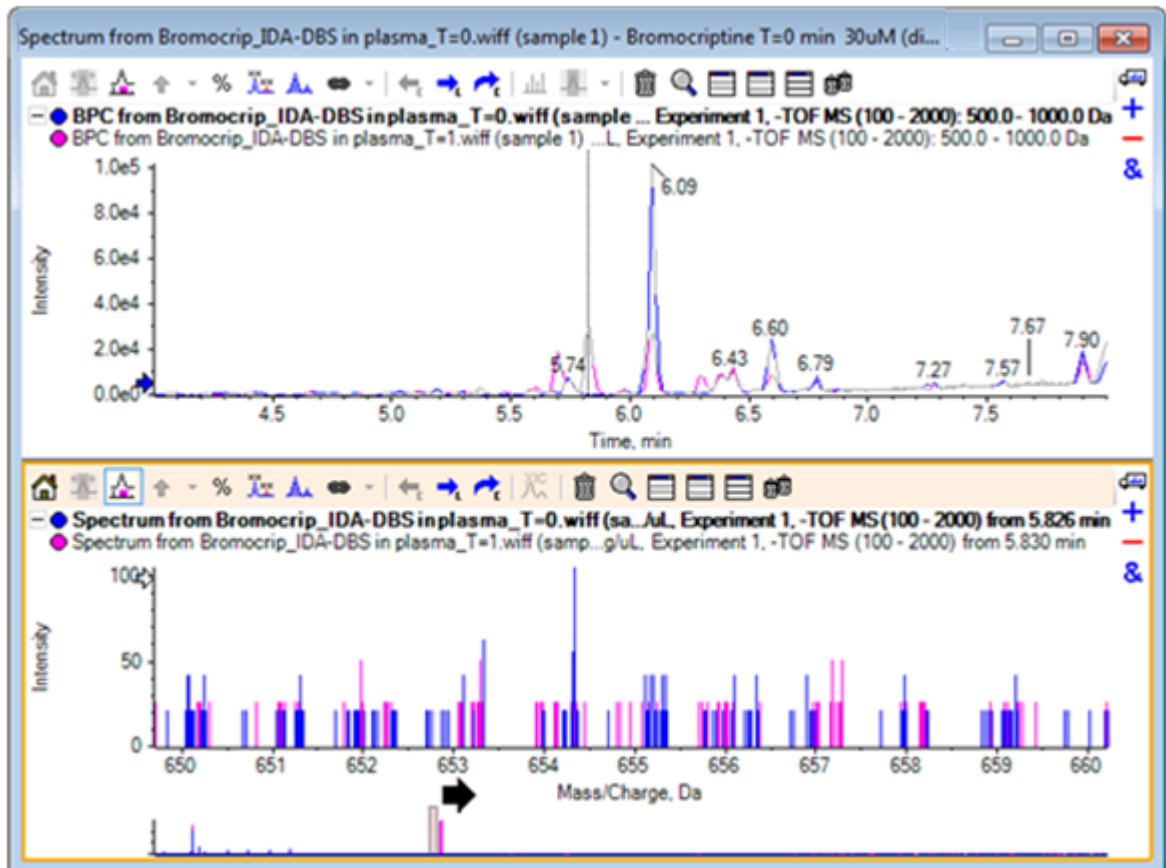 Spectrum from Bromocrip_IDA-DBS in plasma_T=0.wiff (sample 1) - Bromocriptine T=0 min 30uM (di...
%
BPC from Bromocrip_IDA-DBS in plasma_T=0.wiff (sample ... Experiment 1, -TOF MS (100 - 2000): 500.0 - 1000.0 Da
BPC from Bromocrip_IDA-DBS in plasma_T=1.wiff (sample 1) ...L, Experiment 1, -TOF MS (100 - 2000): 500.0 - 1000.0 Da
&
1.0e5
8.0e4
6.0e4
4.0e4
2.0e4
0.0e0
Intensity
5.74 6.09 6.43 6.60 6.79 7.27 7.57 7.67 7.90
4.5 5.0 5.5 6.0 6.5 7.0 7.5
Time, min
%
Spectrum from Bromocrip_IDA-DBS in plasma_T=0.wiff (sa.../uL, Experiment 1, -TOF MS (100 - 2000) from 5.826 min
Spectrum from Bromocrip_IDA-DBS in plasma_T=1.wiff (samp...g/uL, Experiment 1, -TOF MS (100 - 2000) from 5.830 min
&
100
50
0
Intensity
650 651 652 653 654 655 656 657 658 659 660
Mass/Charge, Da